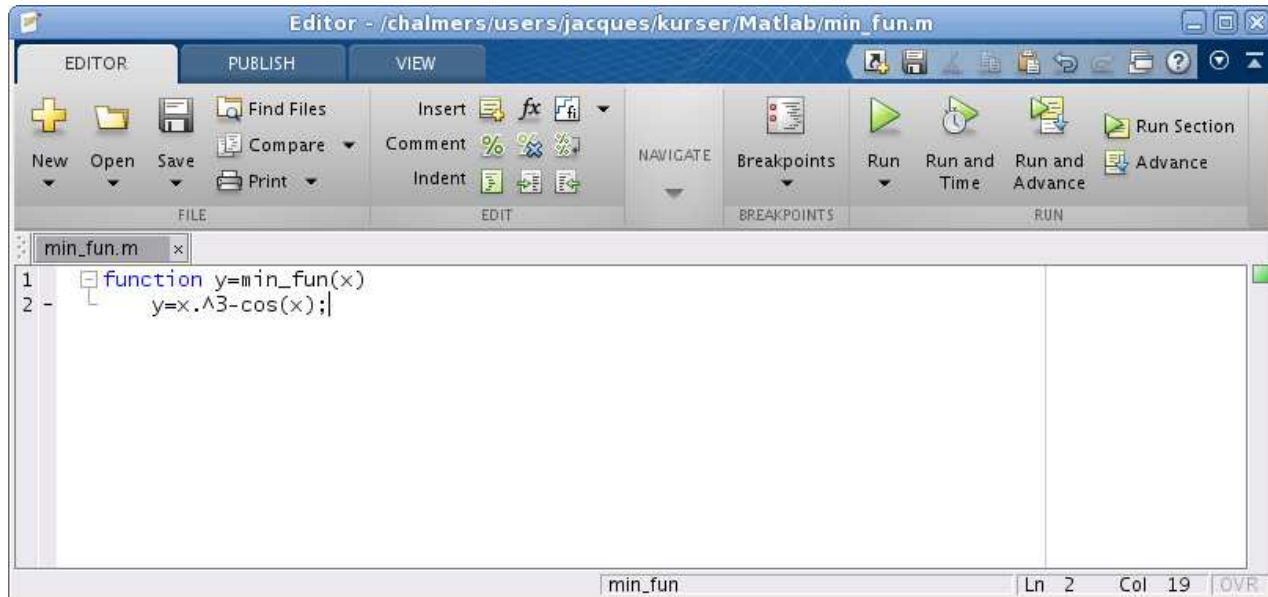 Editor - /chalmers/users/jacques/kurser/Matlab/min_fun.m
EDITOR PUBLISH VIEW
New Open Save
Find Files
Compare
Print
FILE
Insert fx
Comment
Indent
EDIT
NAVIGATE
Breakpoints
BREAKPOINTS
Run
Run and Time
Run and Advance
Run Section
Advance
RUN
min_fun.m
1 function y=min_fun(x)
2 - y=x.^3-cos(x);
min_fun Ln 2 Col 19 OVR